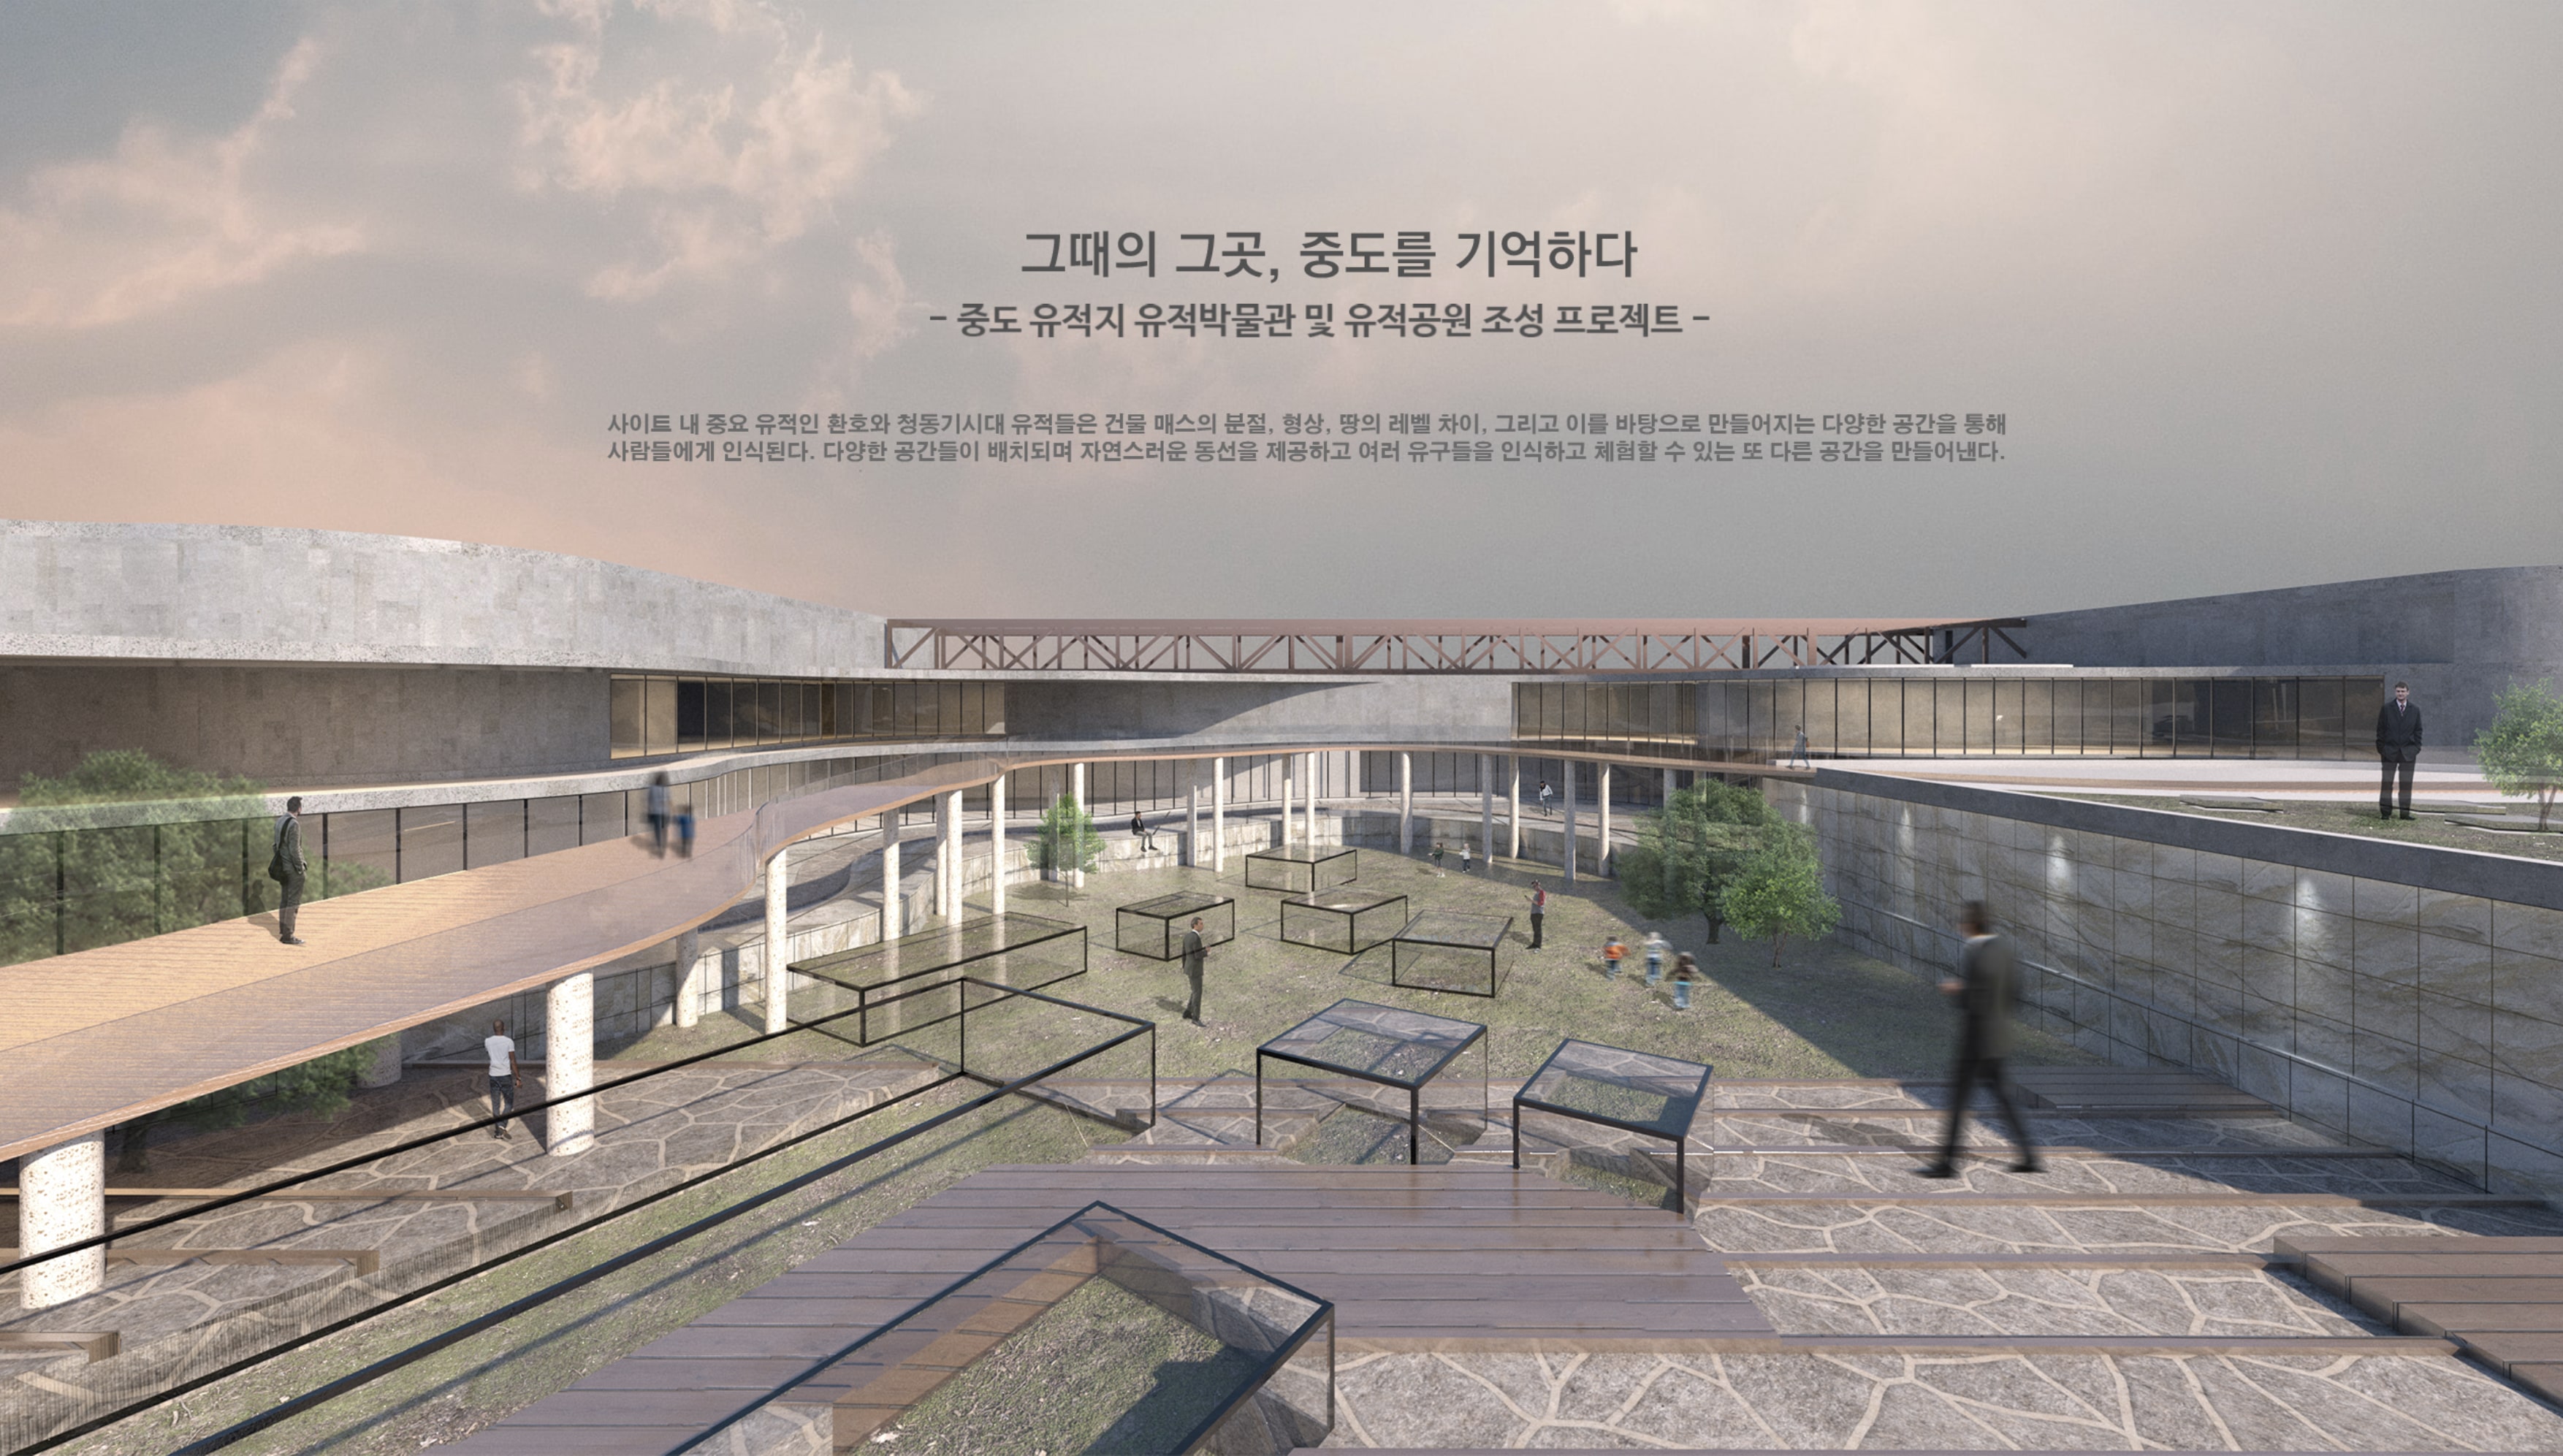 그때의 그곳, 중도를 기억하다
- 중도 유적지 유적박물관 및 유적공원 조성 프로젝트 -
사이트 내 중요 유적인 환호와 청동기시대 유적들은 건물 매스의 분절, 형상, 땅의 레벨 차이, 그리고 이를 바탕으로 만들어지는 다양한 공간을 통해
사람들에게 인식된다. 다양한 공간들이 배치되며 자연스러운 동선을 제공하고 여러 유구들을 인식하고 체험할 수 있는 또 다른 공간을 만들어낸다.